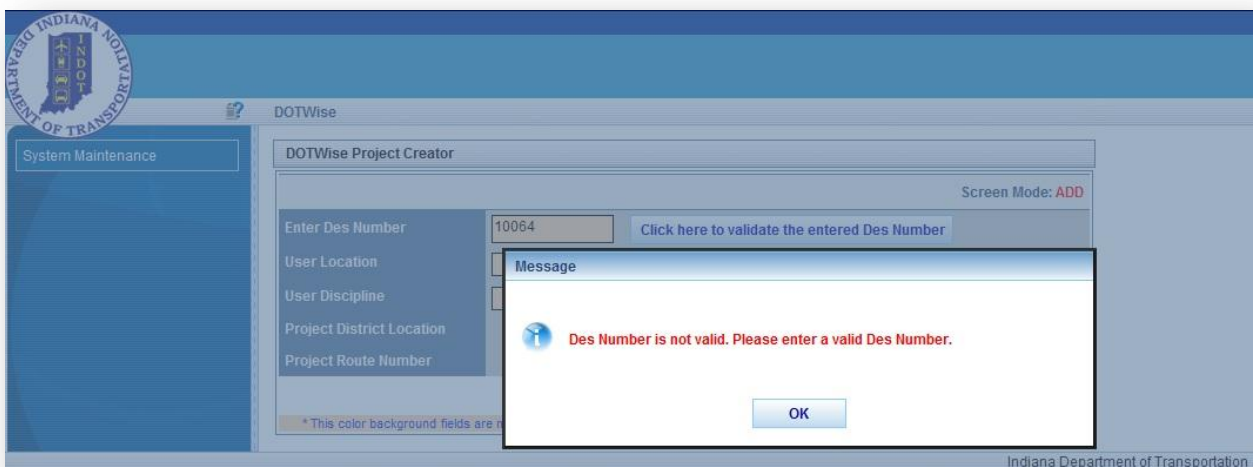 INDIANA
DEPARTMENT OF TRANSPORTATION
INDOT
DOTWise
System Maintenance
DOTWise Project Creator
Screen Mode: ADD
Enter Des Number 10064 Click here to validate the entered Des Number
User Location
Message
User Discipline
Project District Location
Des Number is not valid. Please enter a valid Des Number.
Project Route Number
OK
* This color background fields are
Indiana Department of Transportation